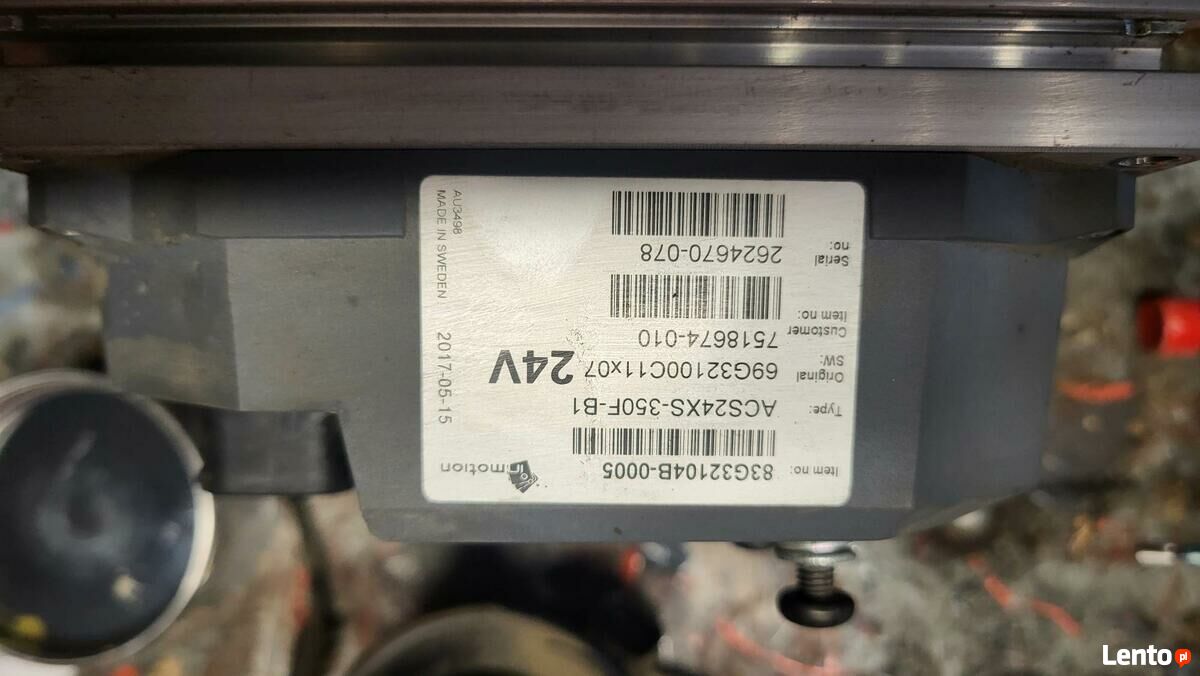 Item no: 83G32104B-0005
inmotion
Type: ACS24XS-350F-B1
Original SW: 69G32100C11x07 24V
Customer Item no: 7518674-010
Serial no: 2624670-078
2017-05-15
MADE IN SWEDEN
AU3498
Lento.pl